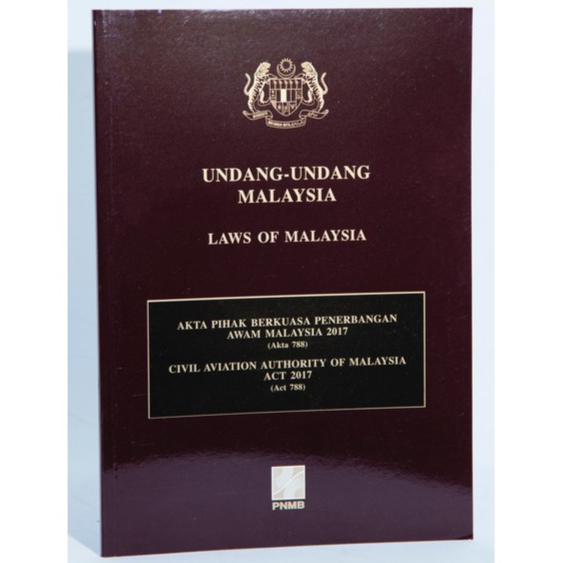 UNDANG-UNDANG
MALAYSIA
LAWS OF MALAYSIA
AKTA PIHAK BERKUASA PENERBANGAN
AWAM MALAYSIA 2017
(Akta 788)
CIVIL AVIATION AUTHORITY OF MALAYSIA
ACT 2017
(Act 788)
PNMB